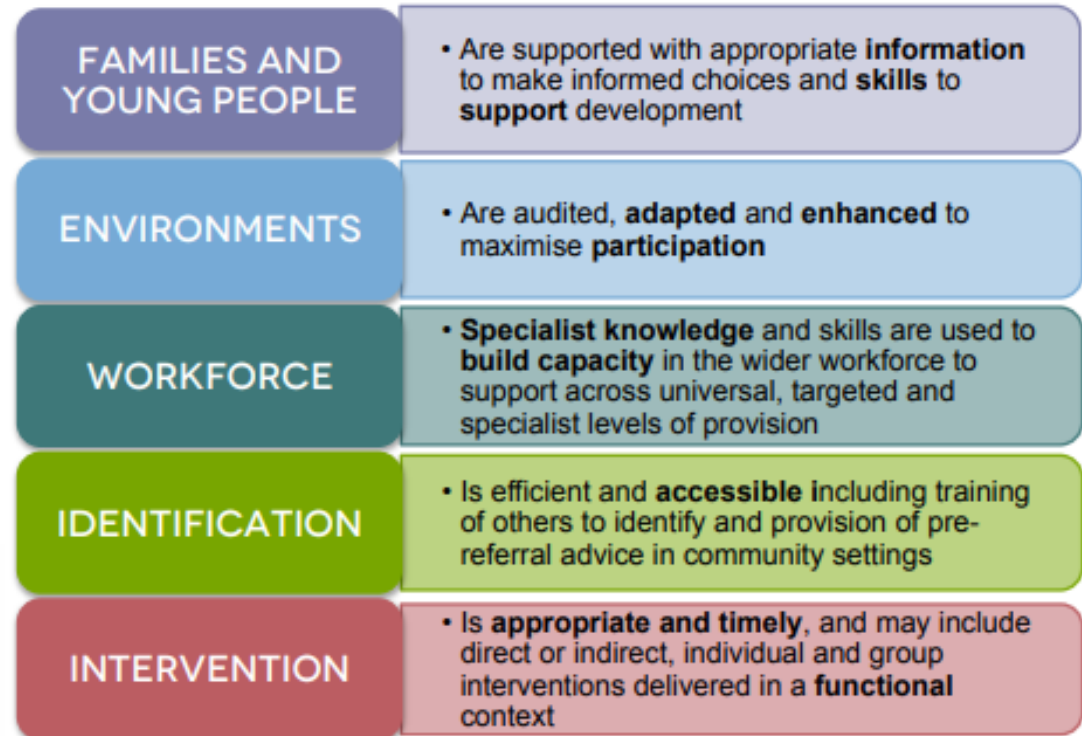 FAMILIES AND
YOUNG PEOPLE
• Are supported with appropriate information
to make informed choices and skills to
support development
ENVIRONMENTS
• Are audited, adapted and enhanced to
maximise participation
WORKFORCE
• Specialist knowledge and skills are used to
build capacity in the wider workforce to
support across universal, targeted and
specialist levels of provision
IDENTIFICATION
• Is efficient and accessible including training
of others to identify and provision of pre-
referral advice in community settings
INTERVENTION
• Is appropriate and timely, and may include
direct or indirect, individual and group
interventions delivered in a functional
context